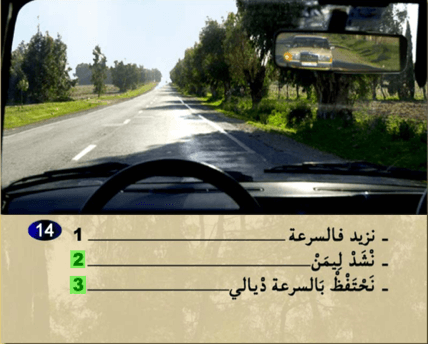 14 - نزيد فالسرعة 1
- نْشَدْ لِيمَنْ 2
- نَحْتَفْظْ بَالسرعة دْيالي 3